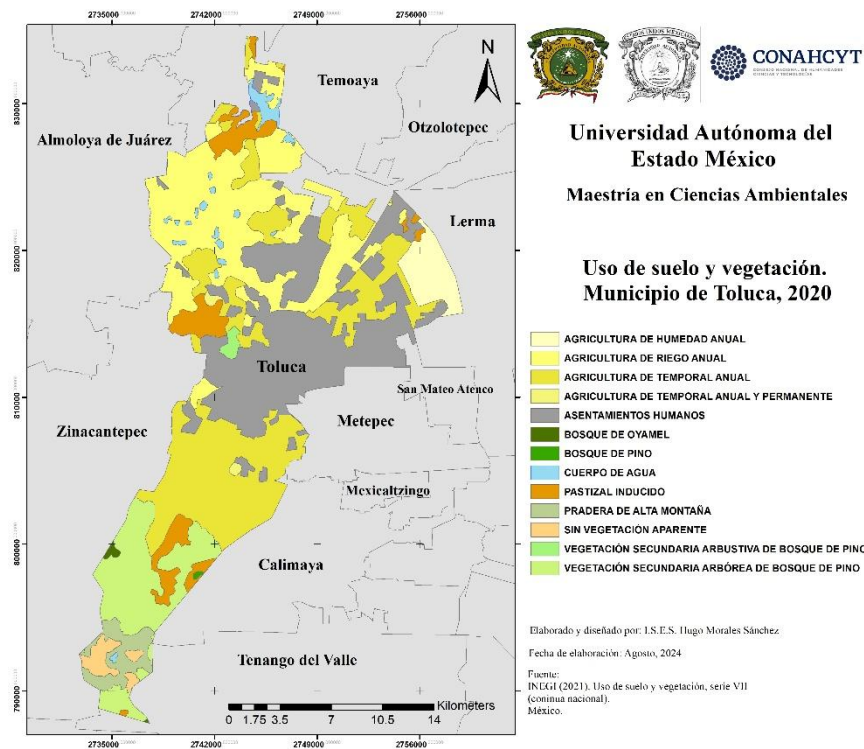 2735000
2742000
2749000
2756000
N
Temoaya
Almoloya de Juárez
Otzolotepec
Lerma
Toluca
San Mateo Atenco
Zinacantepec
Metepec
Mexicaltzingo
Calimaya
Tenango del Valle
Kilometers
0 1.75 3.5 7 10.5 14
830000
820000
810000
800000
790000
2735000
2742000
2749000
2756000
CONAHCYT
Universidad Autónoma del
Estado México
Maestría en Ciencias Ambientales
Uso de suelo y vegetación.
Municipio de Toluca, 2020
AGRICULTURA DE HUMEDAD ANUAL
AGRICULTURA DE RIEGO ANUAL
AGRICULTURA DE TEMPORAL ANUAL
AGRICULTURA DE TEMPORAL ANUAL Y PERMANENTE
ASENTAMIENTOS HUMANOS
BOSQUE DE OYAMEL
BOSQUE DE PINO
CUERPO DE AGUA
PASTIZAL INDUCIDO
PRADERA DE ALTA MONTAÑA
SIN VEGETACIÓN APARENTE
VEGETACIÓN SECUNDARIA ARBUSTIVA DE BOSQUE DE PINO
VEGETACIÓN SECUNDARIA ARBÓREA DE BOSQUE DE PINO
Elaborado y diseñado por: I.S.E.S. Hugo Morales Sánchez
Fecha de elaboración: Agosto, 2024
Fuente:
INEGI (2021). Uso de suelo y vegetación, serie VII
(coninua nacional).
México.